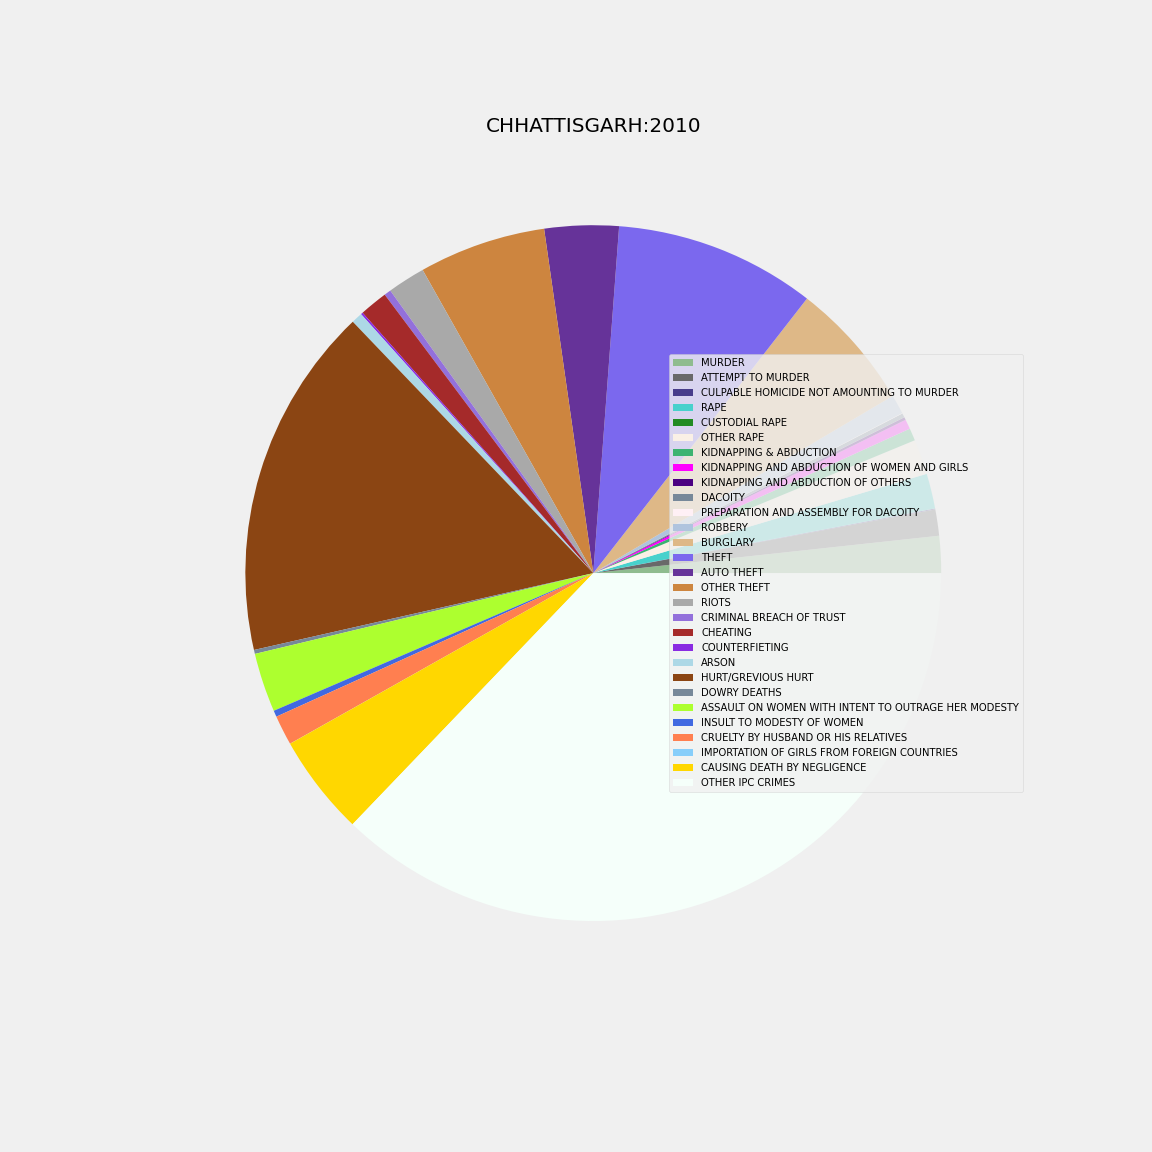 CHHATTISGARH:2010
MURDER
ATTEMPT TO MURDER
CULPABLE HOMICIDE NOT AMOUNTING TO MURDER
RAPE
CUSTODIAL RAPE
OTHER RAPE
KIDNAPPING & ABDUCTION
KIDNAPPING AND ABDUCTION OF WOMEN AND GIRLS
KIDNAPPING AND ABDUCTION OF OTHERS
DACOITY
PREPARATION AND ASSEMBLY FOR DACOITY
ROBBERY
BURGLARY
THEFT
AUTO THEFT
OTHER THEFT
RIOTS
CRIMINAL BREACH OF TRUST
CHEATING
COUNTERFIETING
ARSON
HURT/GREVIOUS HURT
DOWRY DEATHS
ASSAULT ON WOMEN WITH INTENT TO OUTRAGE HER MODESTY
INSULT TO MODESTY OF WOMEN
CRUELTY BY HUSBAND OR HIS RELATIVES
IMPORTATION OF GIRLS FROM FOREIGN COUNTRIES
CAUSING DEATH BY NEGLIGENCE
OTHER IPC CRIMES